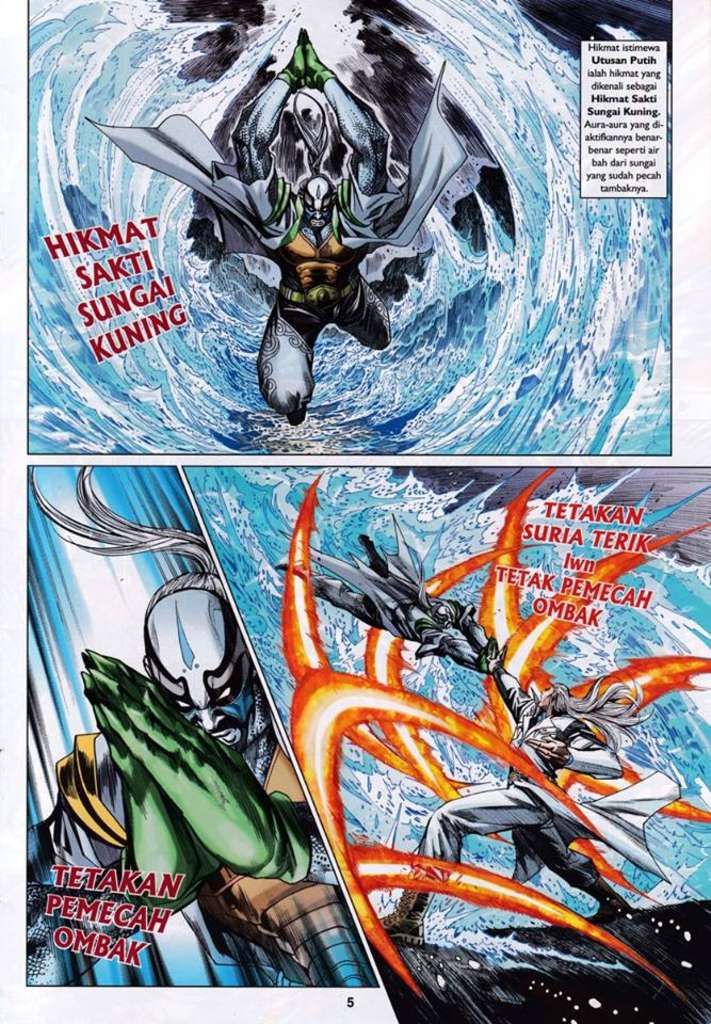 Hikmat istimewa
Utusan Putih
ialah hikmat yang
dikenali sebagai
Hikmat Sakti
Sungai Kuning.
Aura-aura yang di-
aktifkannya benar-
benar seperti air
bah dari sungai
yang sudah pecah
tambaknya.
HIKMAT
SAKTI
SUNGAI
KUNING
TETAKAN
PEMECAH
OMBAK
TETAKAN
SURIA TERIK
lwn
TETAK PEMECAH
OMBAK
5